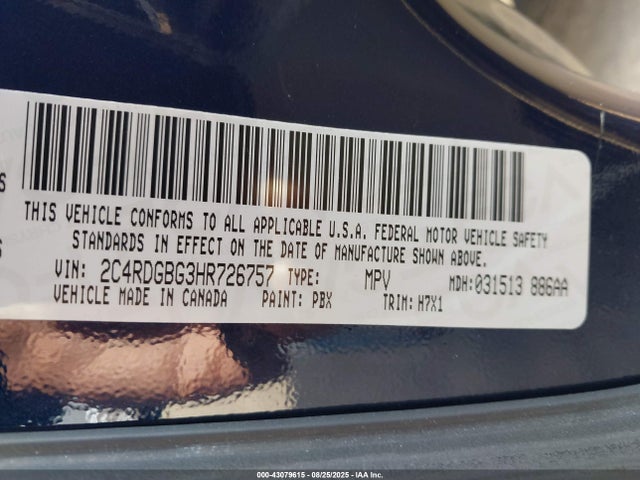 THIS VEHICLE CONFORMS TO ALL APPLICABLE U.S.A. FEDERAL MOTOR VEHICLE SAFETY
STANDARDS IN EFFECT ON THE DATE OF MANUFACTURE SHOWN ABOVE.
VIN: 2C4RDGBG3HR726757 TYPE: MPV MDH:031513 886AA
VEHICLE MADE IN CANADA PAINT: PBX TRIM: H7X1
000-43079615 - 08/25/2025 - IAA Inc.